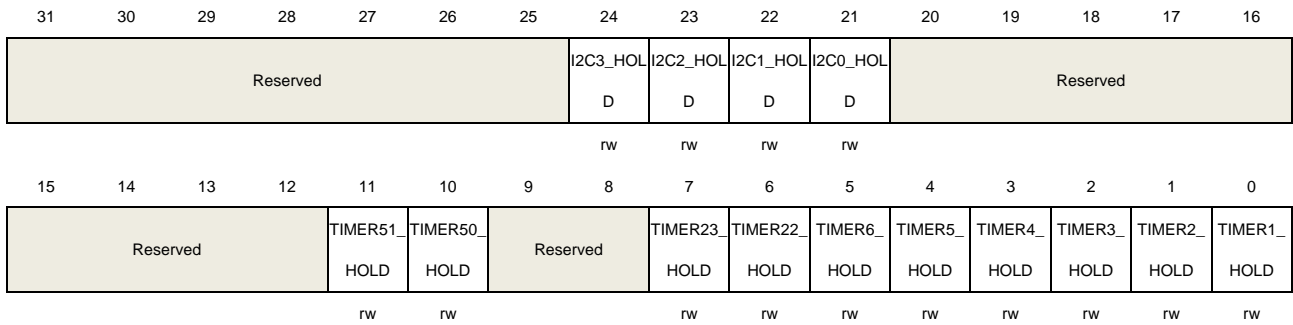 31 30 29 28 27 26 25 24 23 22 21 20 19 18 17 16
Reserved I2C3_HOL I2C2_HOL I2C1_HOL I2C0_HOL Reserved
D D D D
rw rw rw rw
15 14 13 12 11 10 9 8 7 6 5 4 3 2 1 0
Reserved TIMER51_ TIMER50_ Reserved TIMER23_ TIMER22_ TIMER6_ TIMER5_ TIMER4_ TIMER3_ TIMER2_ TIMER1_
HOLD HOLD HOLD HOLD HOLD HOLD HOLD HOLD HOLD HOLD
rw rw rw rw rw rw rw rw rw rw